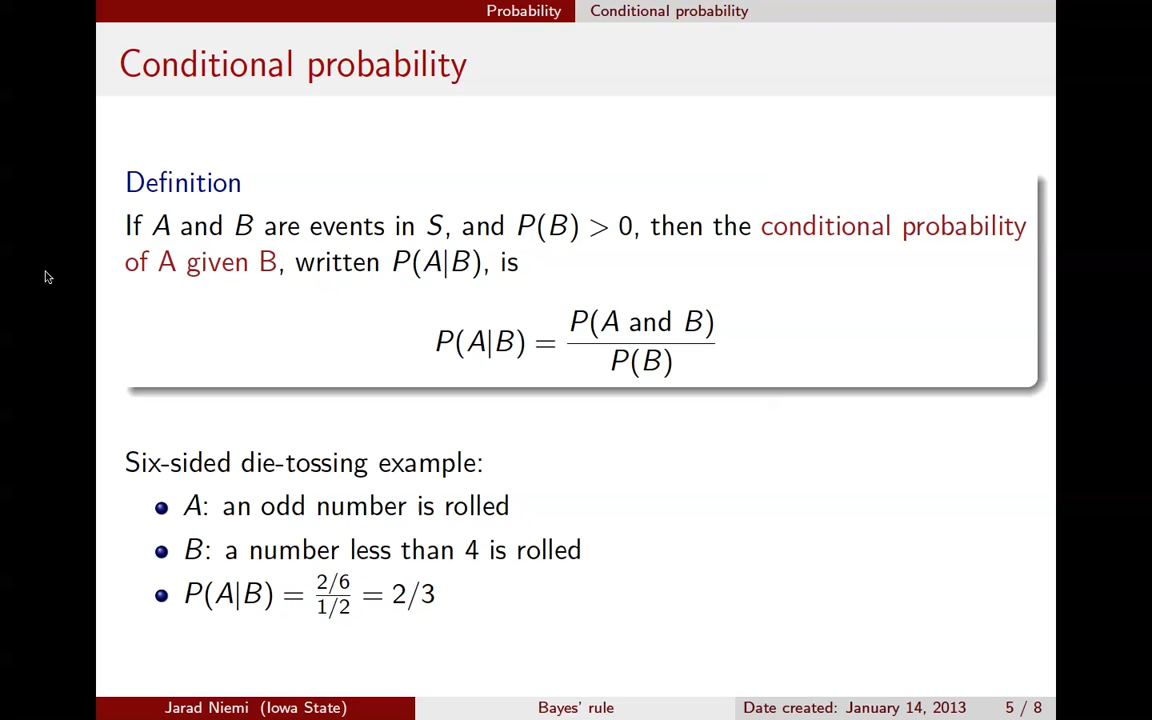 Probability Conditional probability
Conditional probability
Definition
If A and B are events in S, and P(B) > 0, then the conditional probability
of A given B, written P(A|B), is
P(A|B) = P(A and B) / P(B)
Six-sided die-tossing example:
A: an odd number is rolled
B: a number less than 4 is rolled
P(A|B) = 2/6 / 1/2 = 2/3
Jarad Niemi (Iowa State) Bayes' rule Date created: January 14, 2013 5 / 8